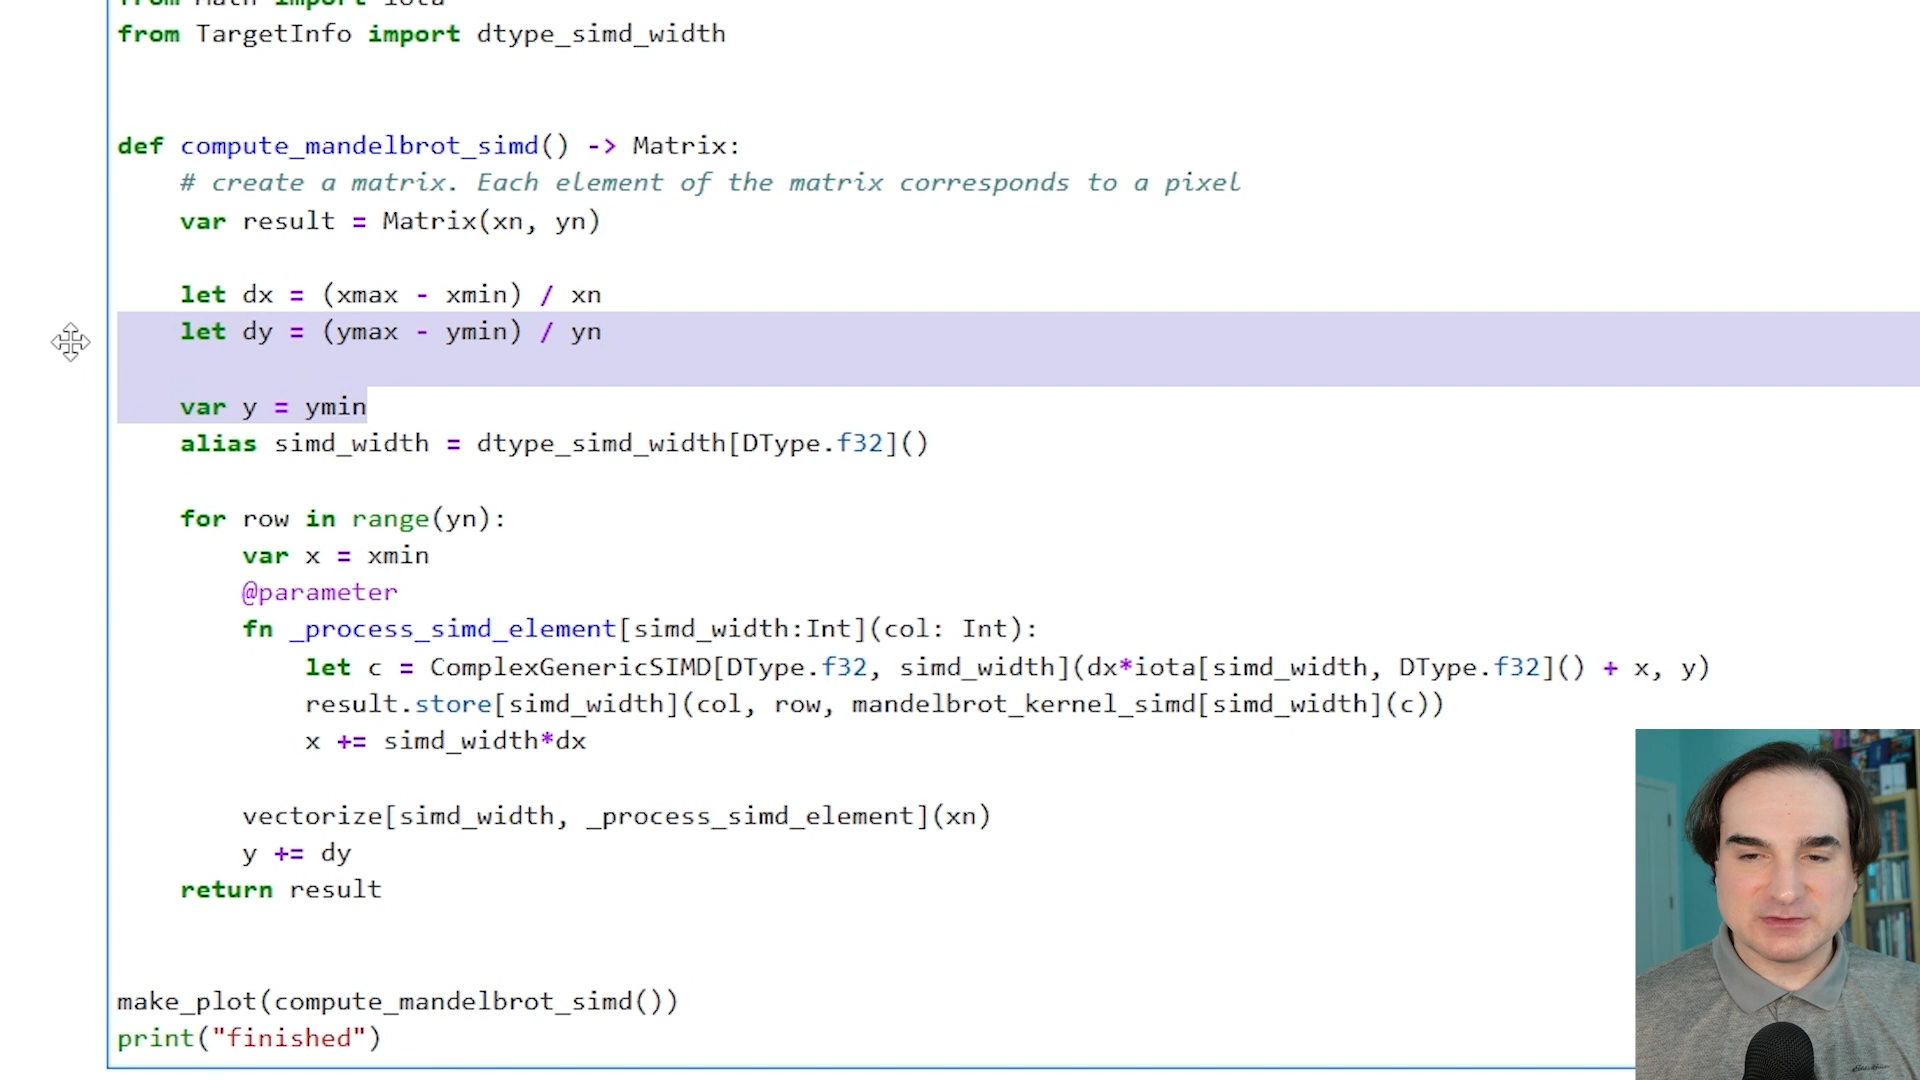 from Math import iota
from TargetInfo import dtype_simd_width
def compute_mandelbrot_simd() -> Matrix:
# create a matrix. Each element of the matrix corresponds to a pixel
var result = Matrix(xn, yn)
let dx = (xmax - xmin) / xn
let dy = (ymax - ymin) / yn
var y = ymin
alias simd_width = dtype_simd_width[DType.f32]()
for row in range(yn):
var x = xmin
@parameter
fn _process_simd_element[simd_width:Int](col: Int):
let c = ComplexGenericSIMD[DType.f32, simd_width](dx*iota[simd_width, DType.f32]() + x, y)
result.store[simd_width](col, row, mandelbrot_kernel_simd[simd_width](c))
x += simd_width*dx
vectorize[simd_width, _process_simd_element](xn)
y += dy
return result
make_plot(compute_mandelbrot_simd())
print("finished")